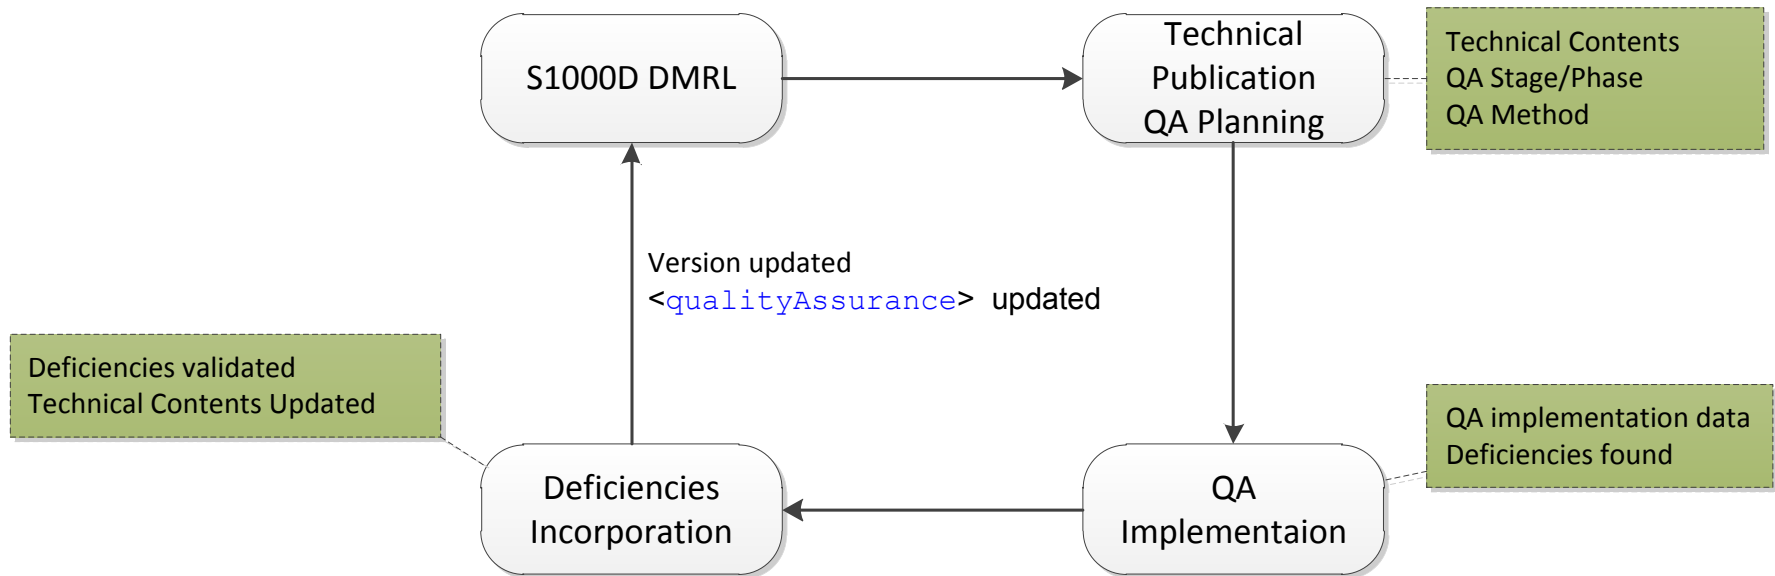 S1000D DMRL
Technical
Publication
QA Planning
Technical Contents
QA Stage/Phase
QA Method
Version updated
<qualityAssurance> updated
Deficiencies validated
Technical Contents Updated
Deficiencies
Incorporation
QA
Implementaion
QA implementation data
Deficiencies found